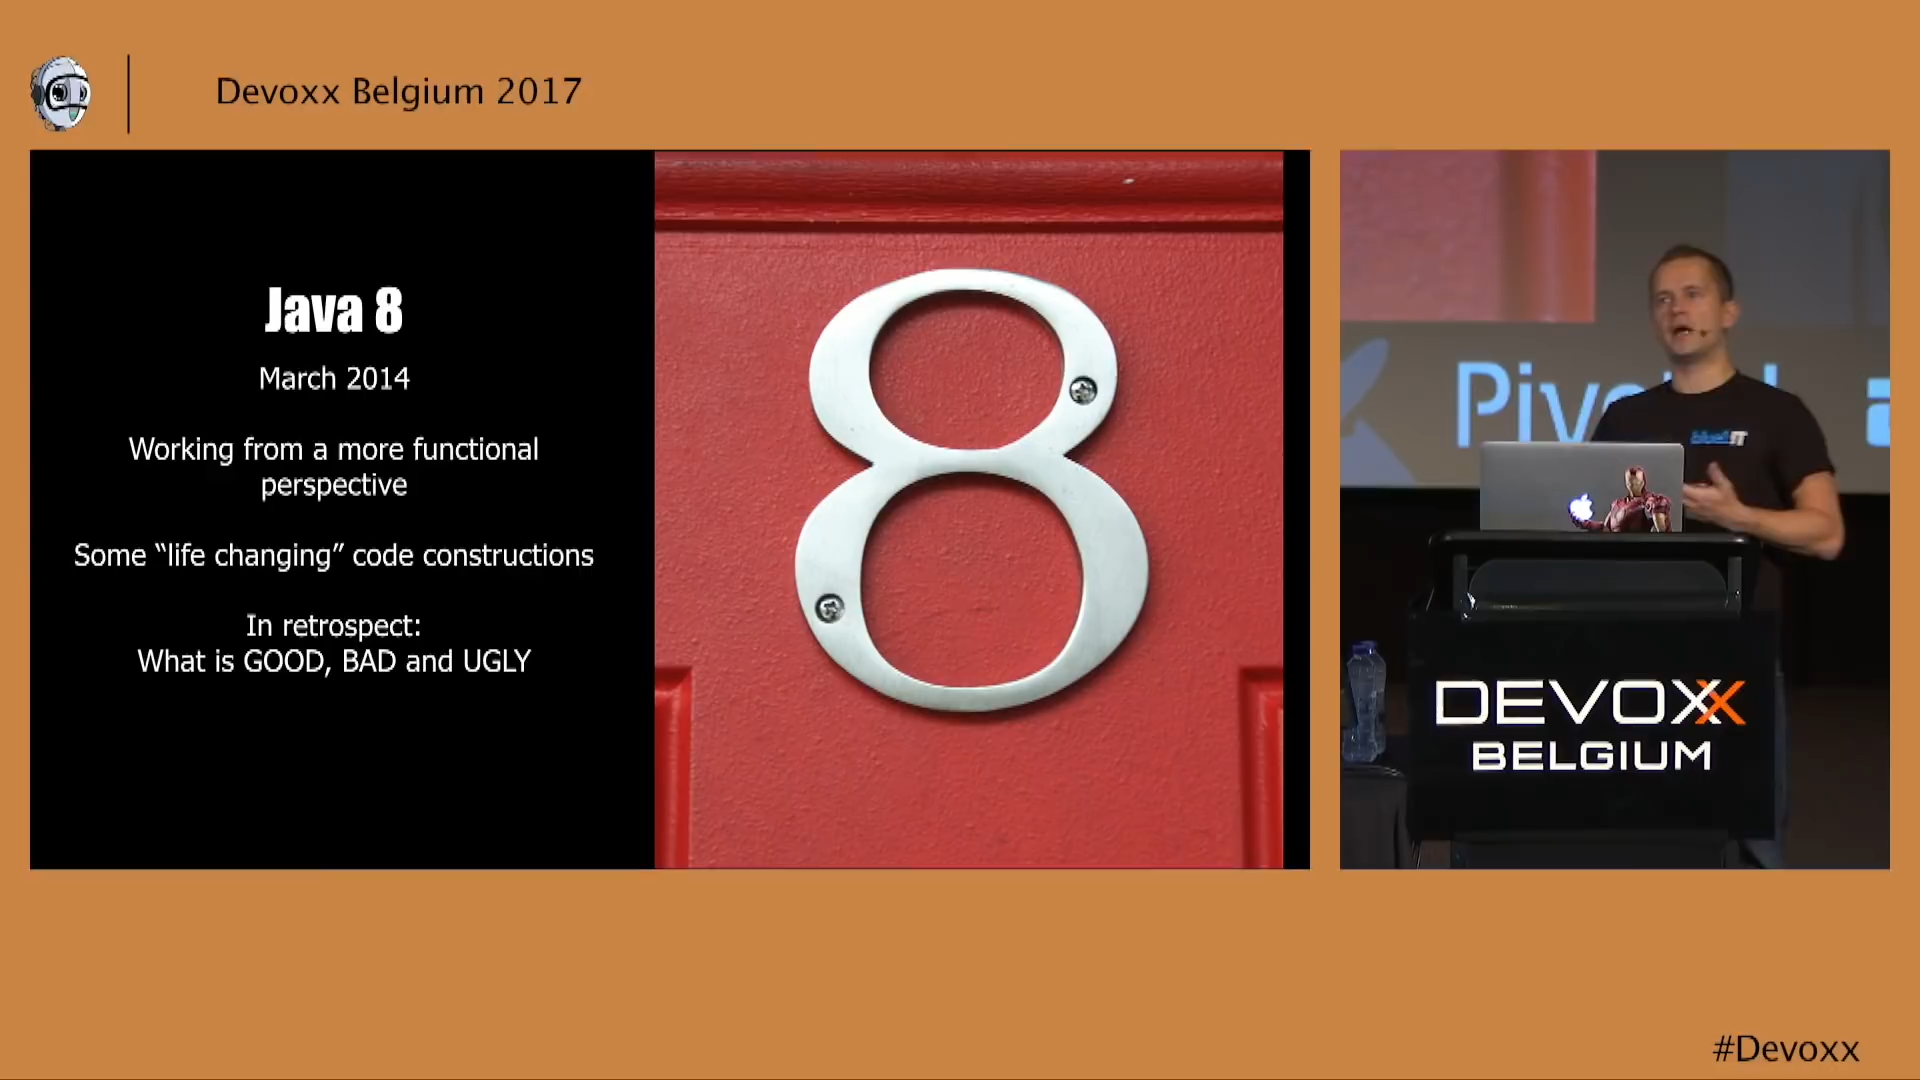 Devoxx Belgium 2017
Java 8
March 2014
Working from a more functional
perspective
Some “life changing” code constructions
In retrospect:
What is GOOD, BAD and UGLY
8
DEVOXX
BELGIUM
#Devoxx